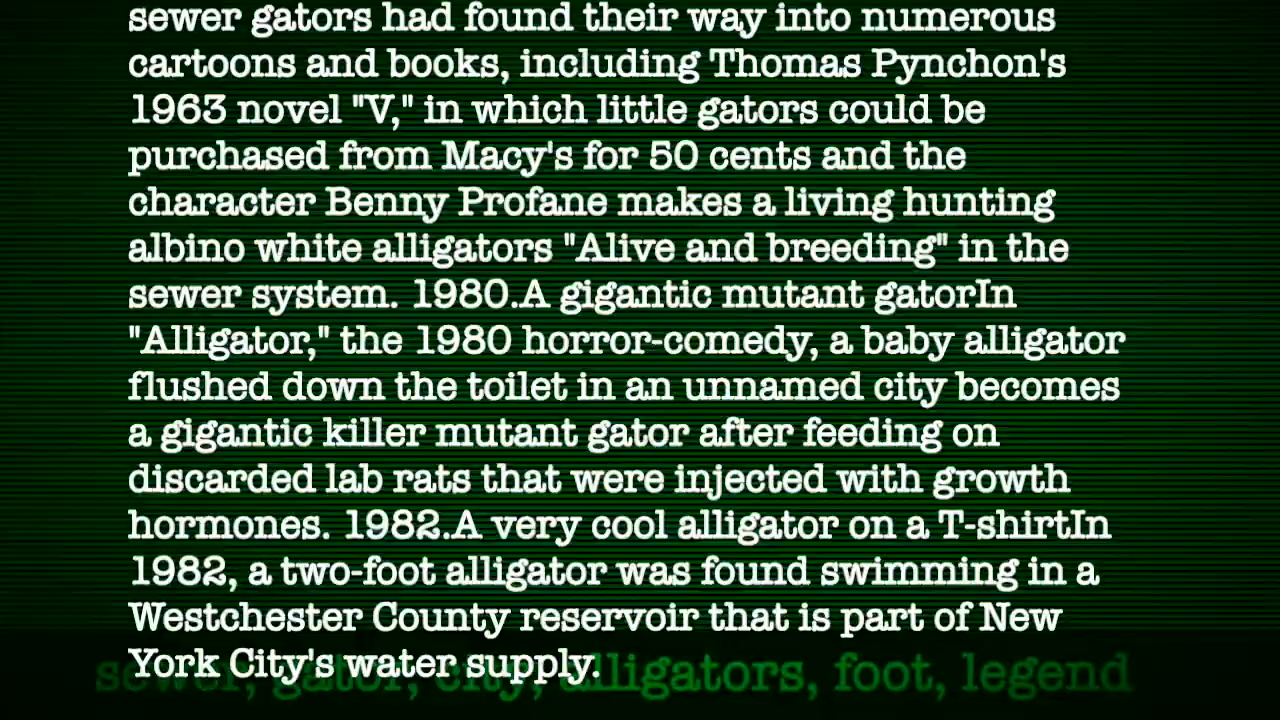 sewer gators had found their way into numerous
cartoons and books, including Thomas Pynchon's
1963 novel "V," in which little gators could be
purchased from Macy's for 50 cents and the
character Benny Profane makes a living hunting
albino white alligators "Alive and breeding" in the
sewer system. 1980.A gigantic mutant gatorIn
"Alligator," the 1980 horror-comedy, a baby alligator
flushed down the toilet in an unnamed city becomes
a gigantic killer mutant gator after feeding on
discarded lab rats that were injected with growth
hormones. 1982.A very cool alligator on a T-shirtIn
1982, a two-foot alligator was found swimming in a
Westchester County reservoir that is part of New
York City's water supply.
sewer, gator, city, alligators, foot, legend